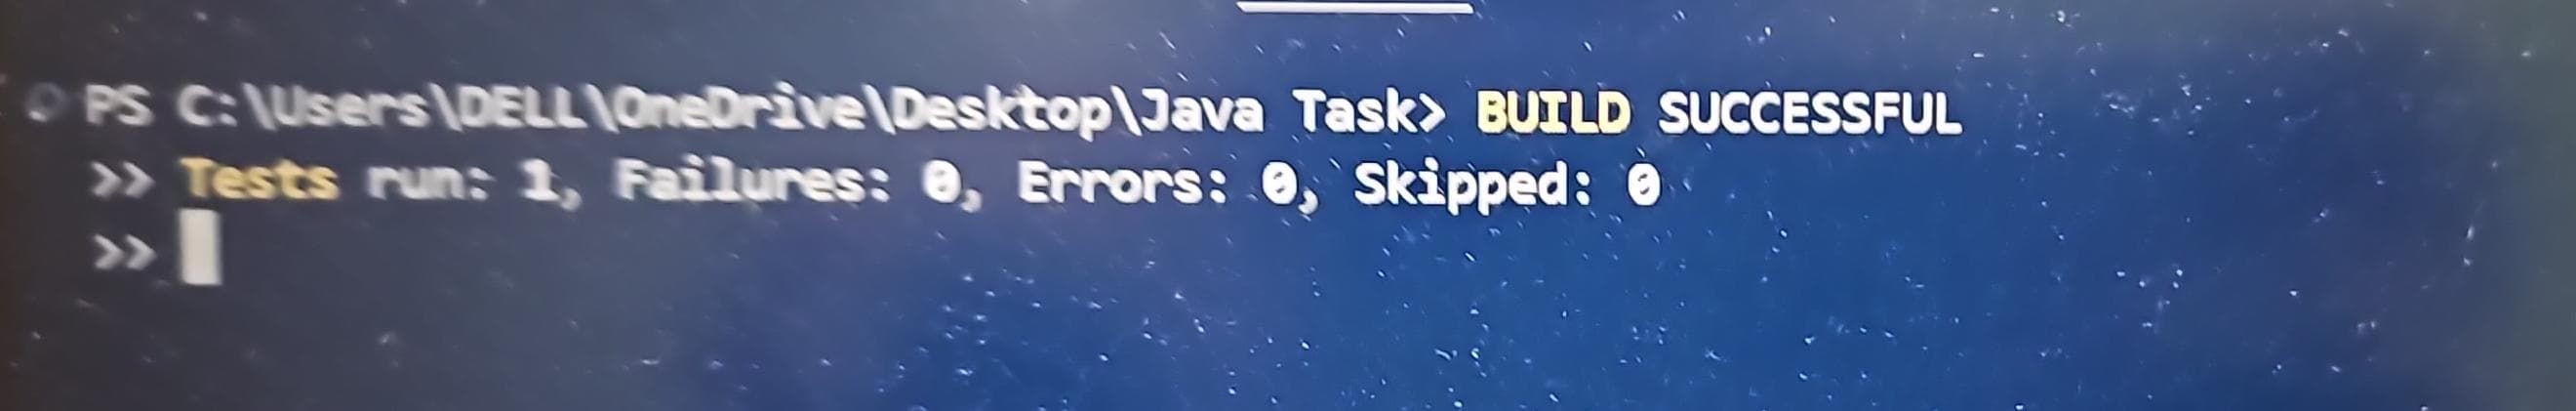 PS C:\Users\DELL\OneDrive\Desktop\Java Task> BUILD SUCCESSFUL
>> Tests run: 1, Failures: 0, Errors: 0, Skipped: 0
>>